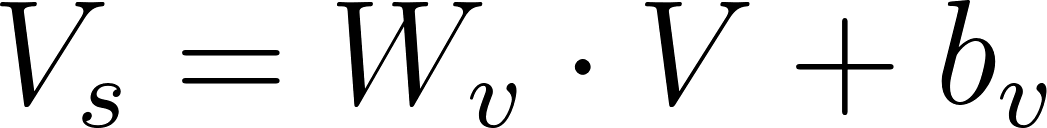 V_s = W_v · V + b_v